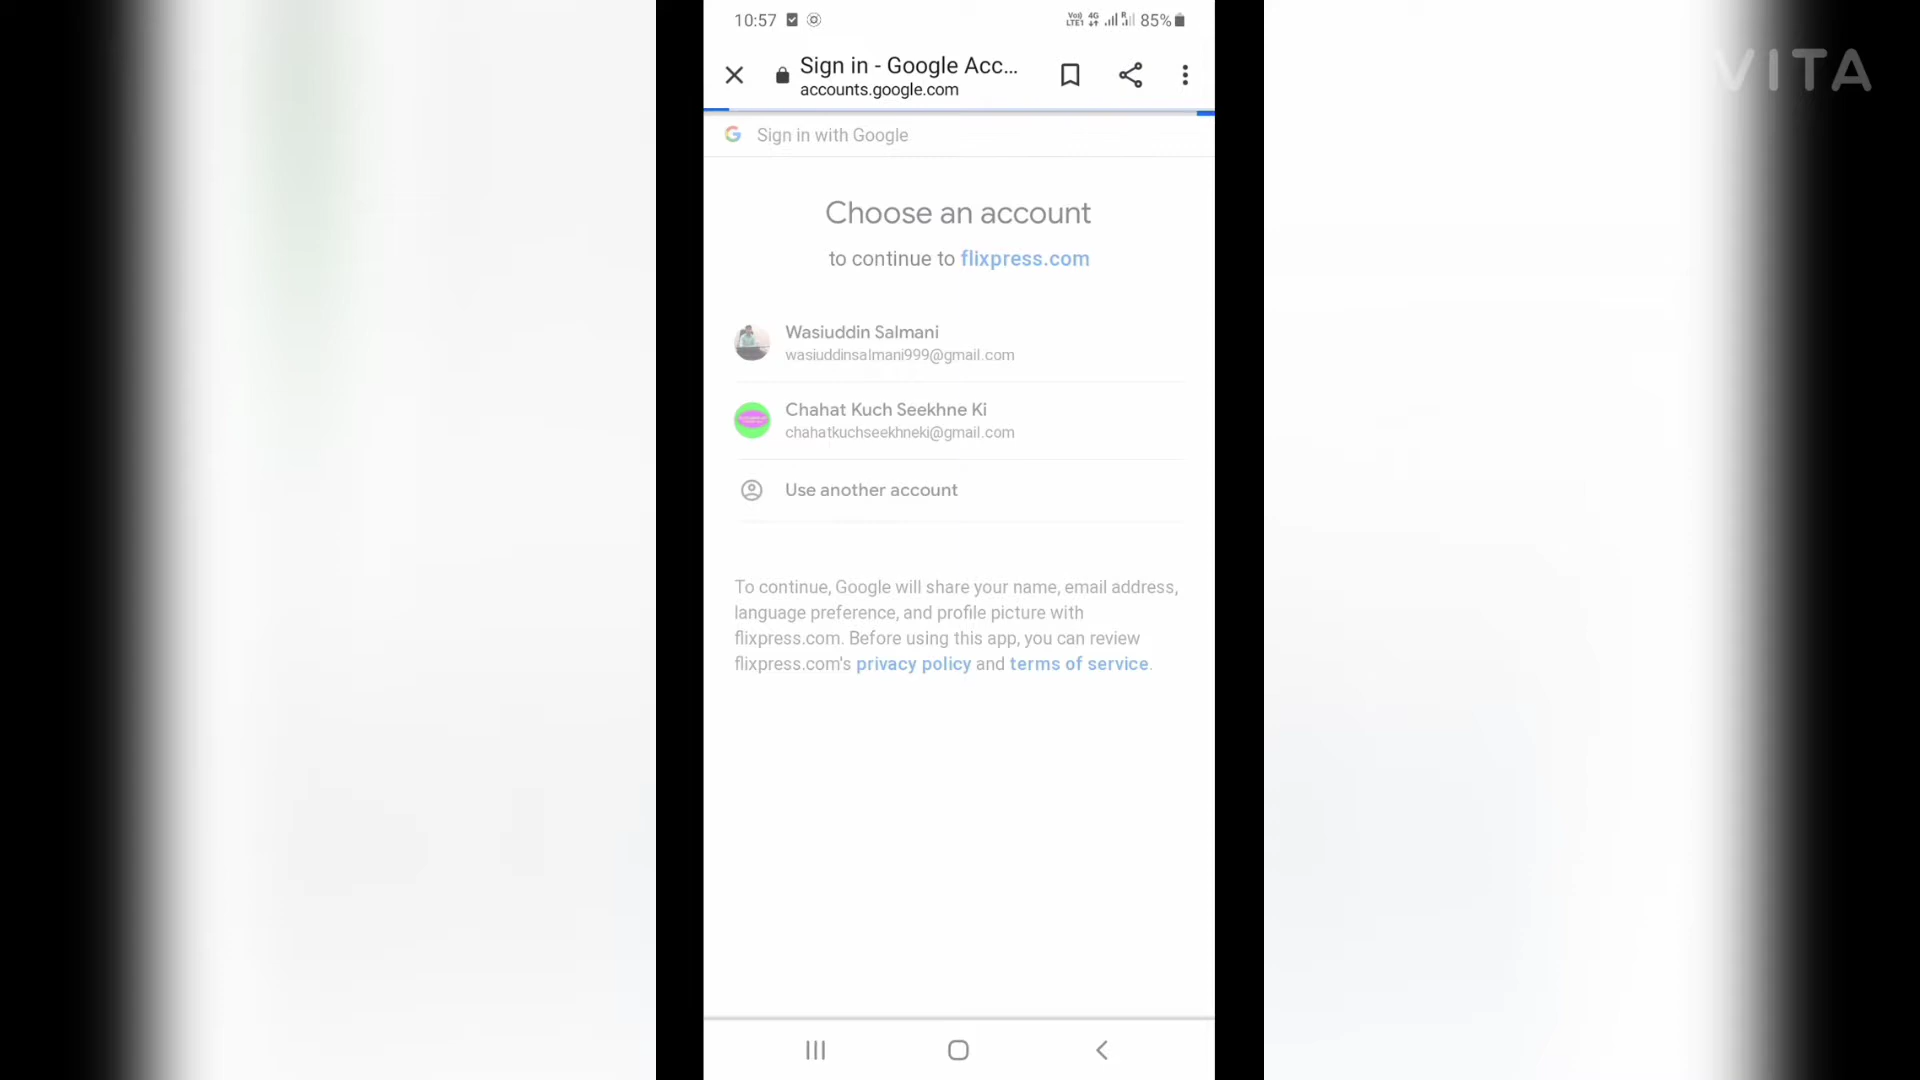 10:57
Vo) LTE1 4G R 85%
VITA
Sign in - Google Acc...
accounts.google.com
Sign in with Google
Choose an account
to continue to flixpress.com
Wasiuddin Salmani
wasiuddinsalmani999@gmail.com
Chahat Kuch Seekhne Ki
chahatkuchseekhneki@gmail.com
Use another account
To continue, Google will share your name, email address,
language preference, and profile picture with
flixpress.com. Before using this app, you can review
flixpress.com's privacy policy and terms of service.